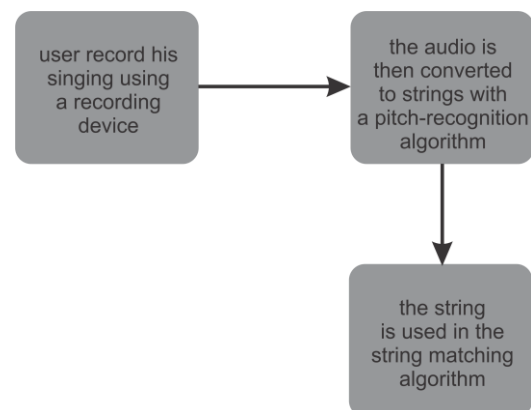 user record his
singing using
a recording
device
the audio is
then converted
to strings with
a pitch-recognition
algorithm
the string
is used in the
string matching
algorithm